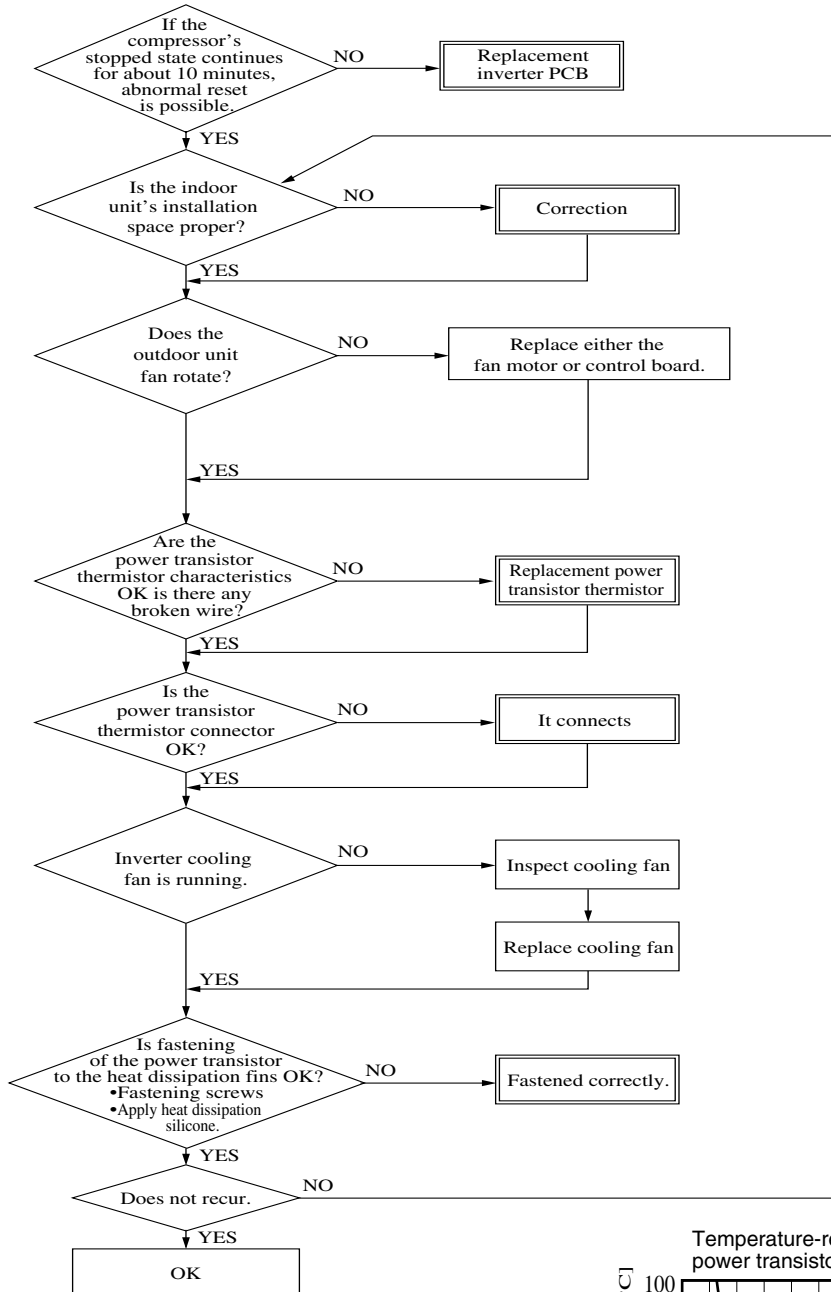 If the
compressor's
stopped state continues
for about 10 minutes,
abnormal reset
is possible.
NO
Replacement
inverter PCB
YES
Is the indoor
unit's installation
space proper?
NO
Correction
YES
Does the
outdoor unit
fan rotate?
NO
Replace either the
fan motor or control board.
YES
Are the
power transistor
thermistor characteristics
OK is there any
broken wire?
NO
Replacement power
transistor thermistor
YES
Is the
power transistor
thermistor connector
OK?
NO
It connects
YES
Inverter cooling
fan is running.
NO
Inspect cooling fan
Replace cooling fan
YES
Is fastening
of the power transistor
to the heat dissipation fins OK?
•Fastening screws
•Apply heat dissipation
silicone.
NO
Fastened correctly.
YES
Does not recur.
NO
YES
OK
Temperature-re
power transisto
100